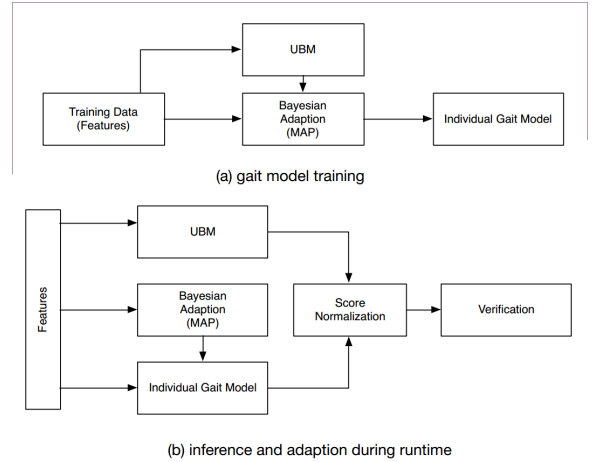 UBM
Training Data
(Features)
Bayesian
Adaption
(MAP)
Individual Gait Model
(a) gait model training
Features
UBM
Bayesian
Adaption
(MAP)
Individual Gait Model
Score
Normalization
Verification
(b) inference and adaption during runtime